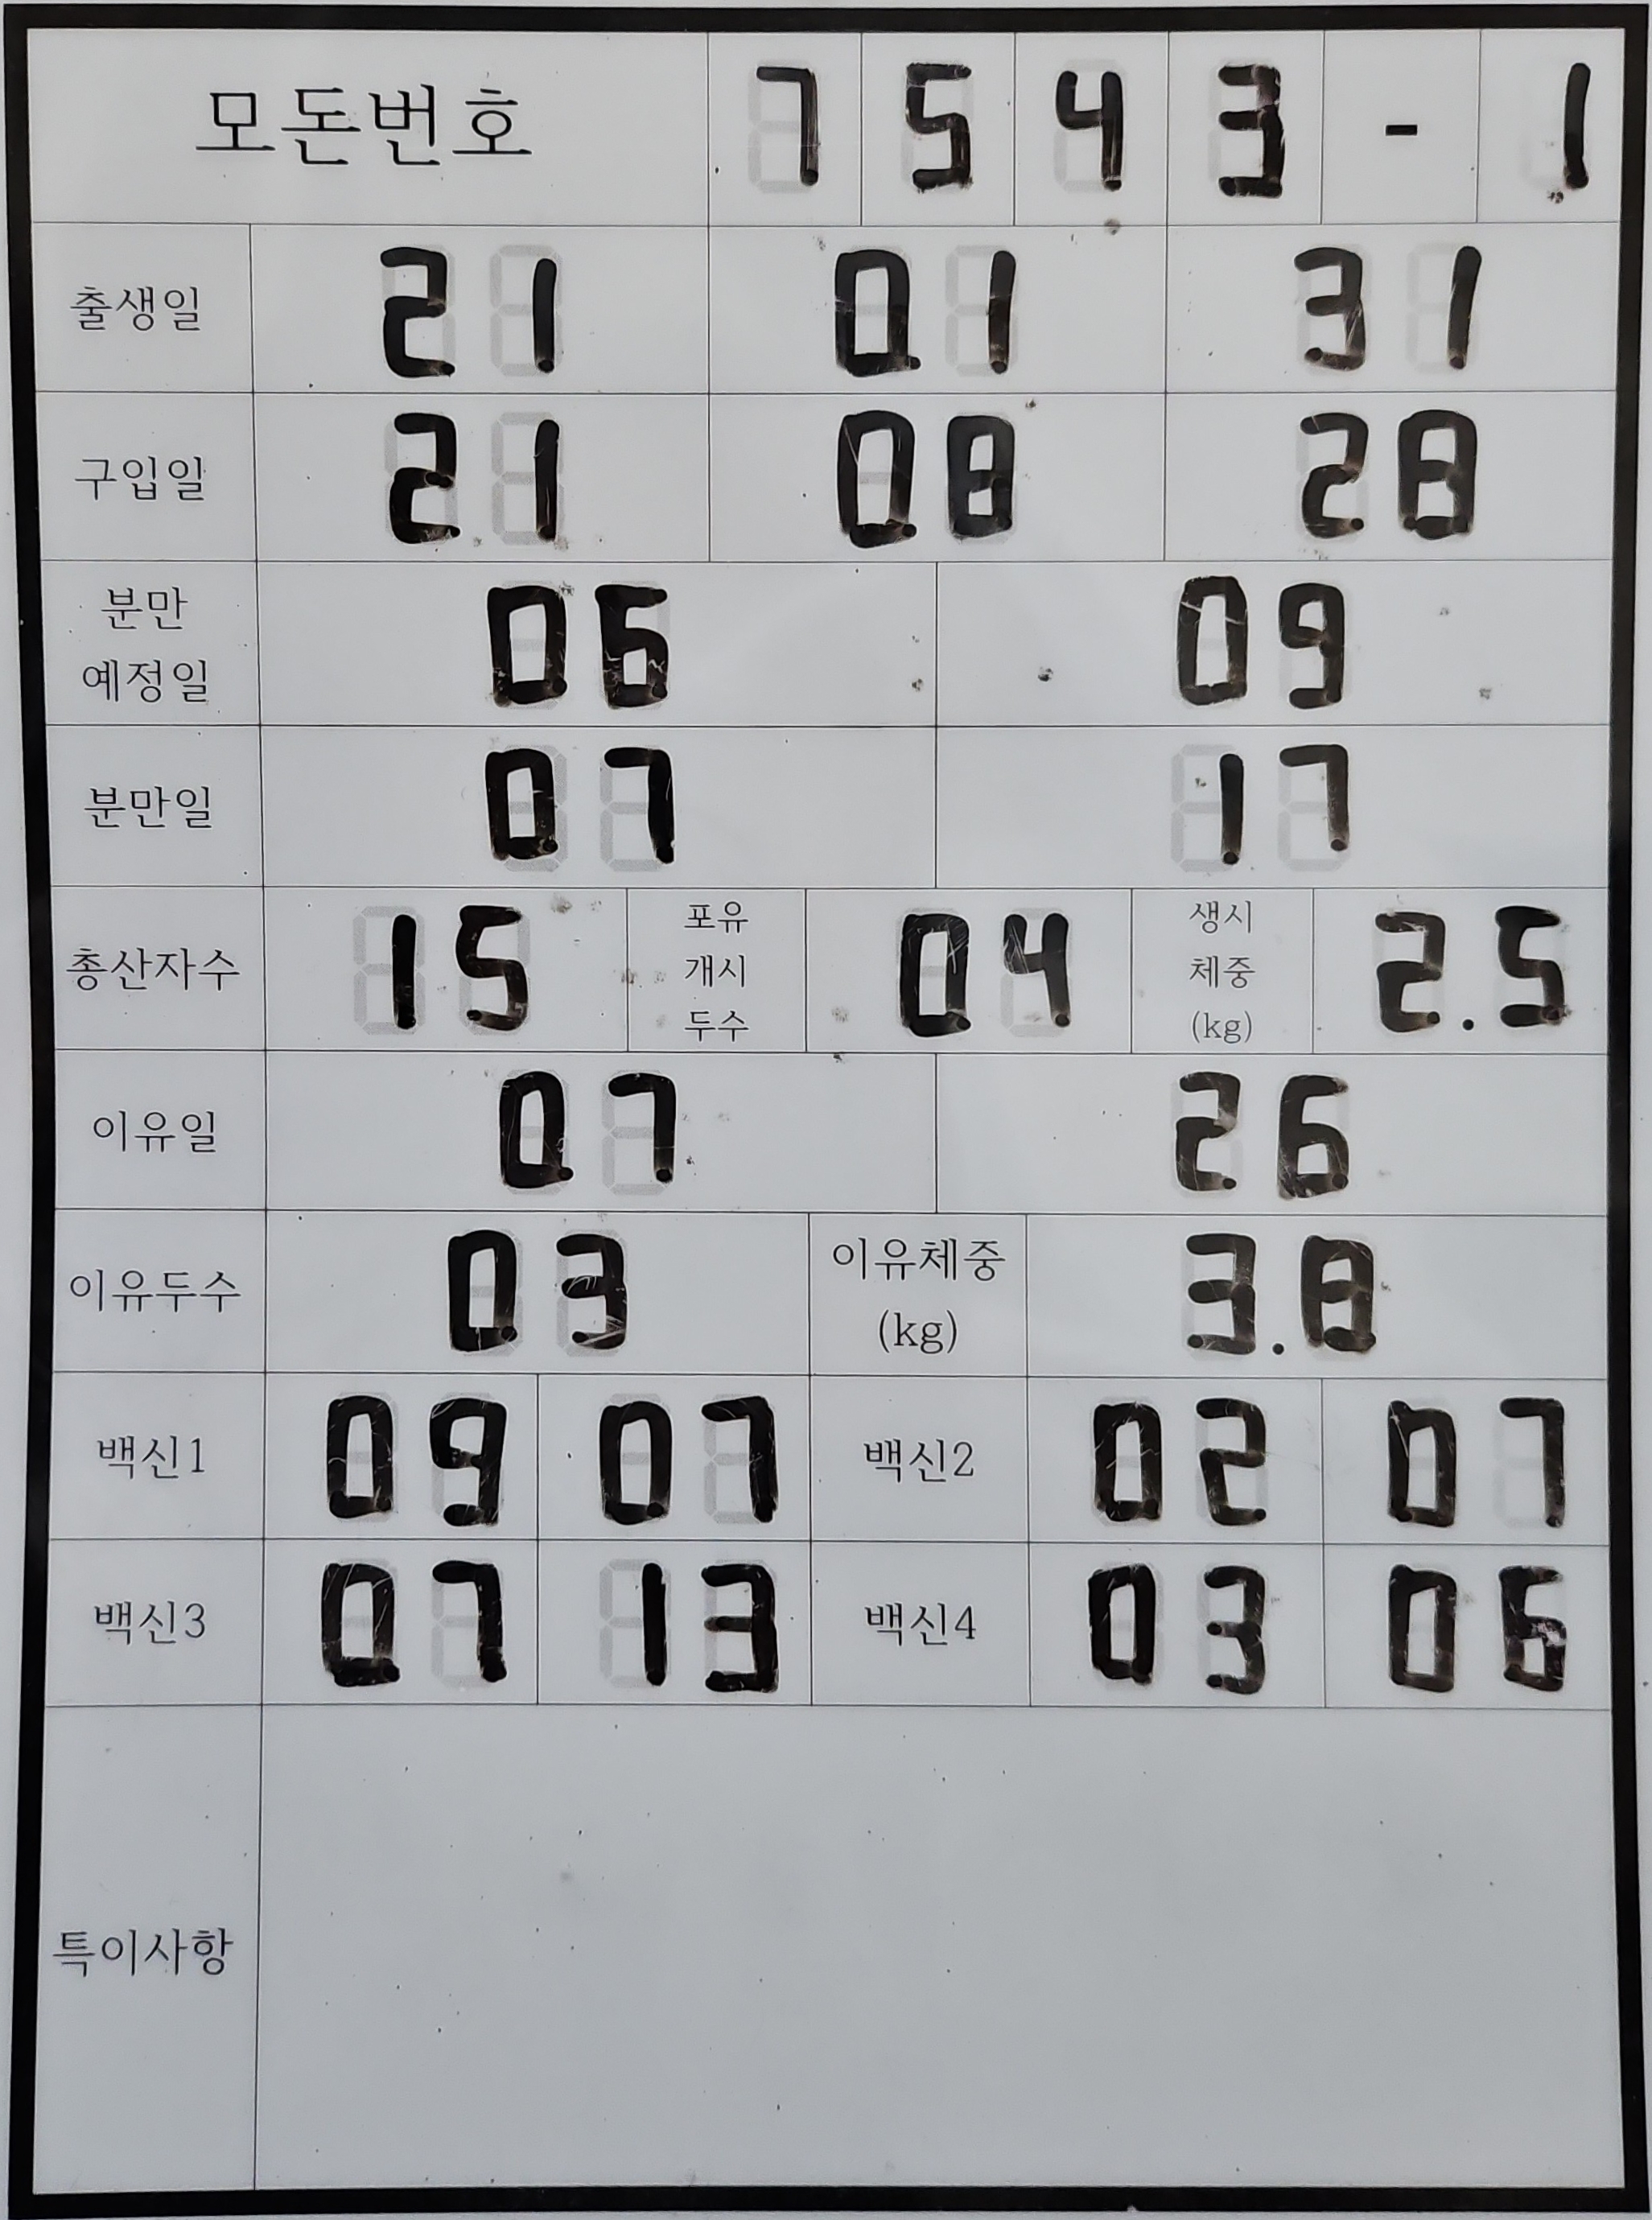 모돈번호 7 5 4 3 - 1
출생일 21 01 31
구입일 21 08 28
분만 예정일 06 09
분만일 07 17
총산자수 15 포유 개시 두수 04 생시 체중 (kg) 2.5
이유일 07 26
이유두수 03 이유체중 (kg) 3.8
백신1 09 07 백신2 02 07
백신3 07 13 백신4 03 06
특이사항